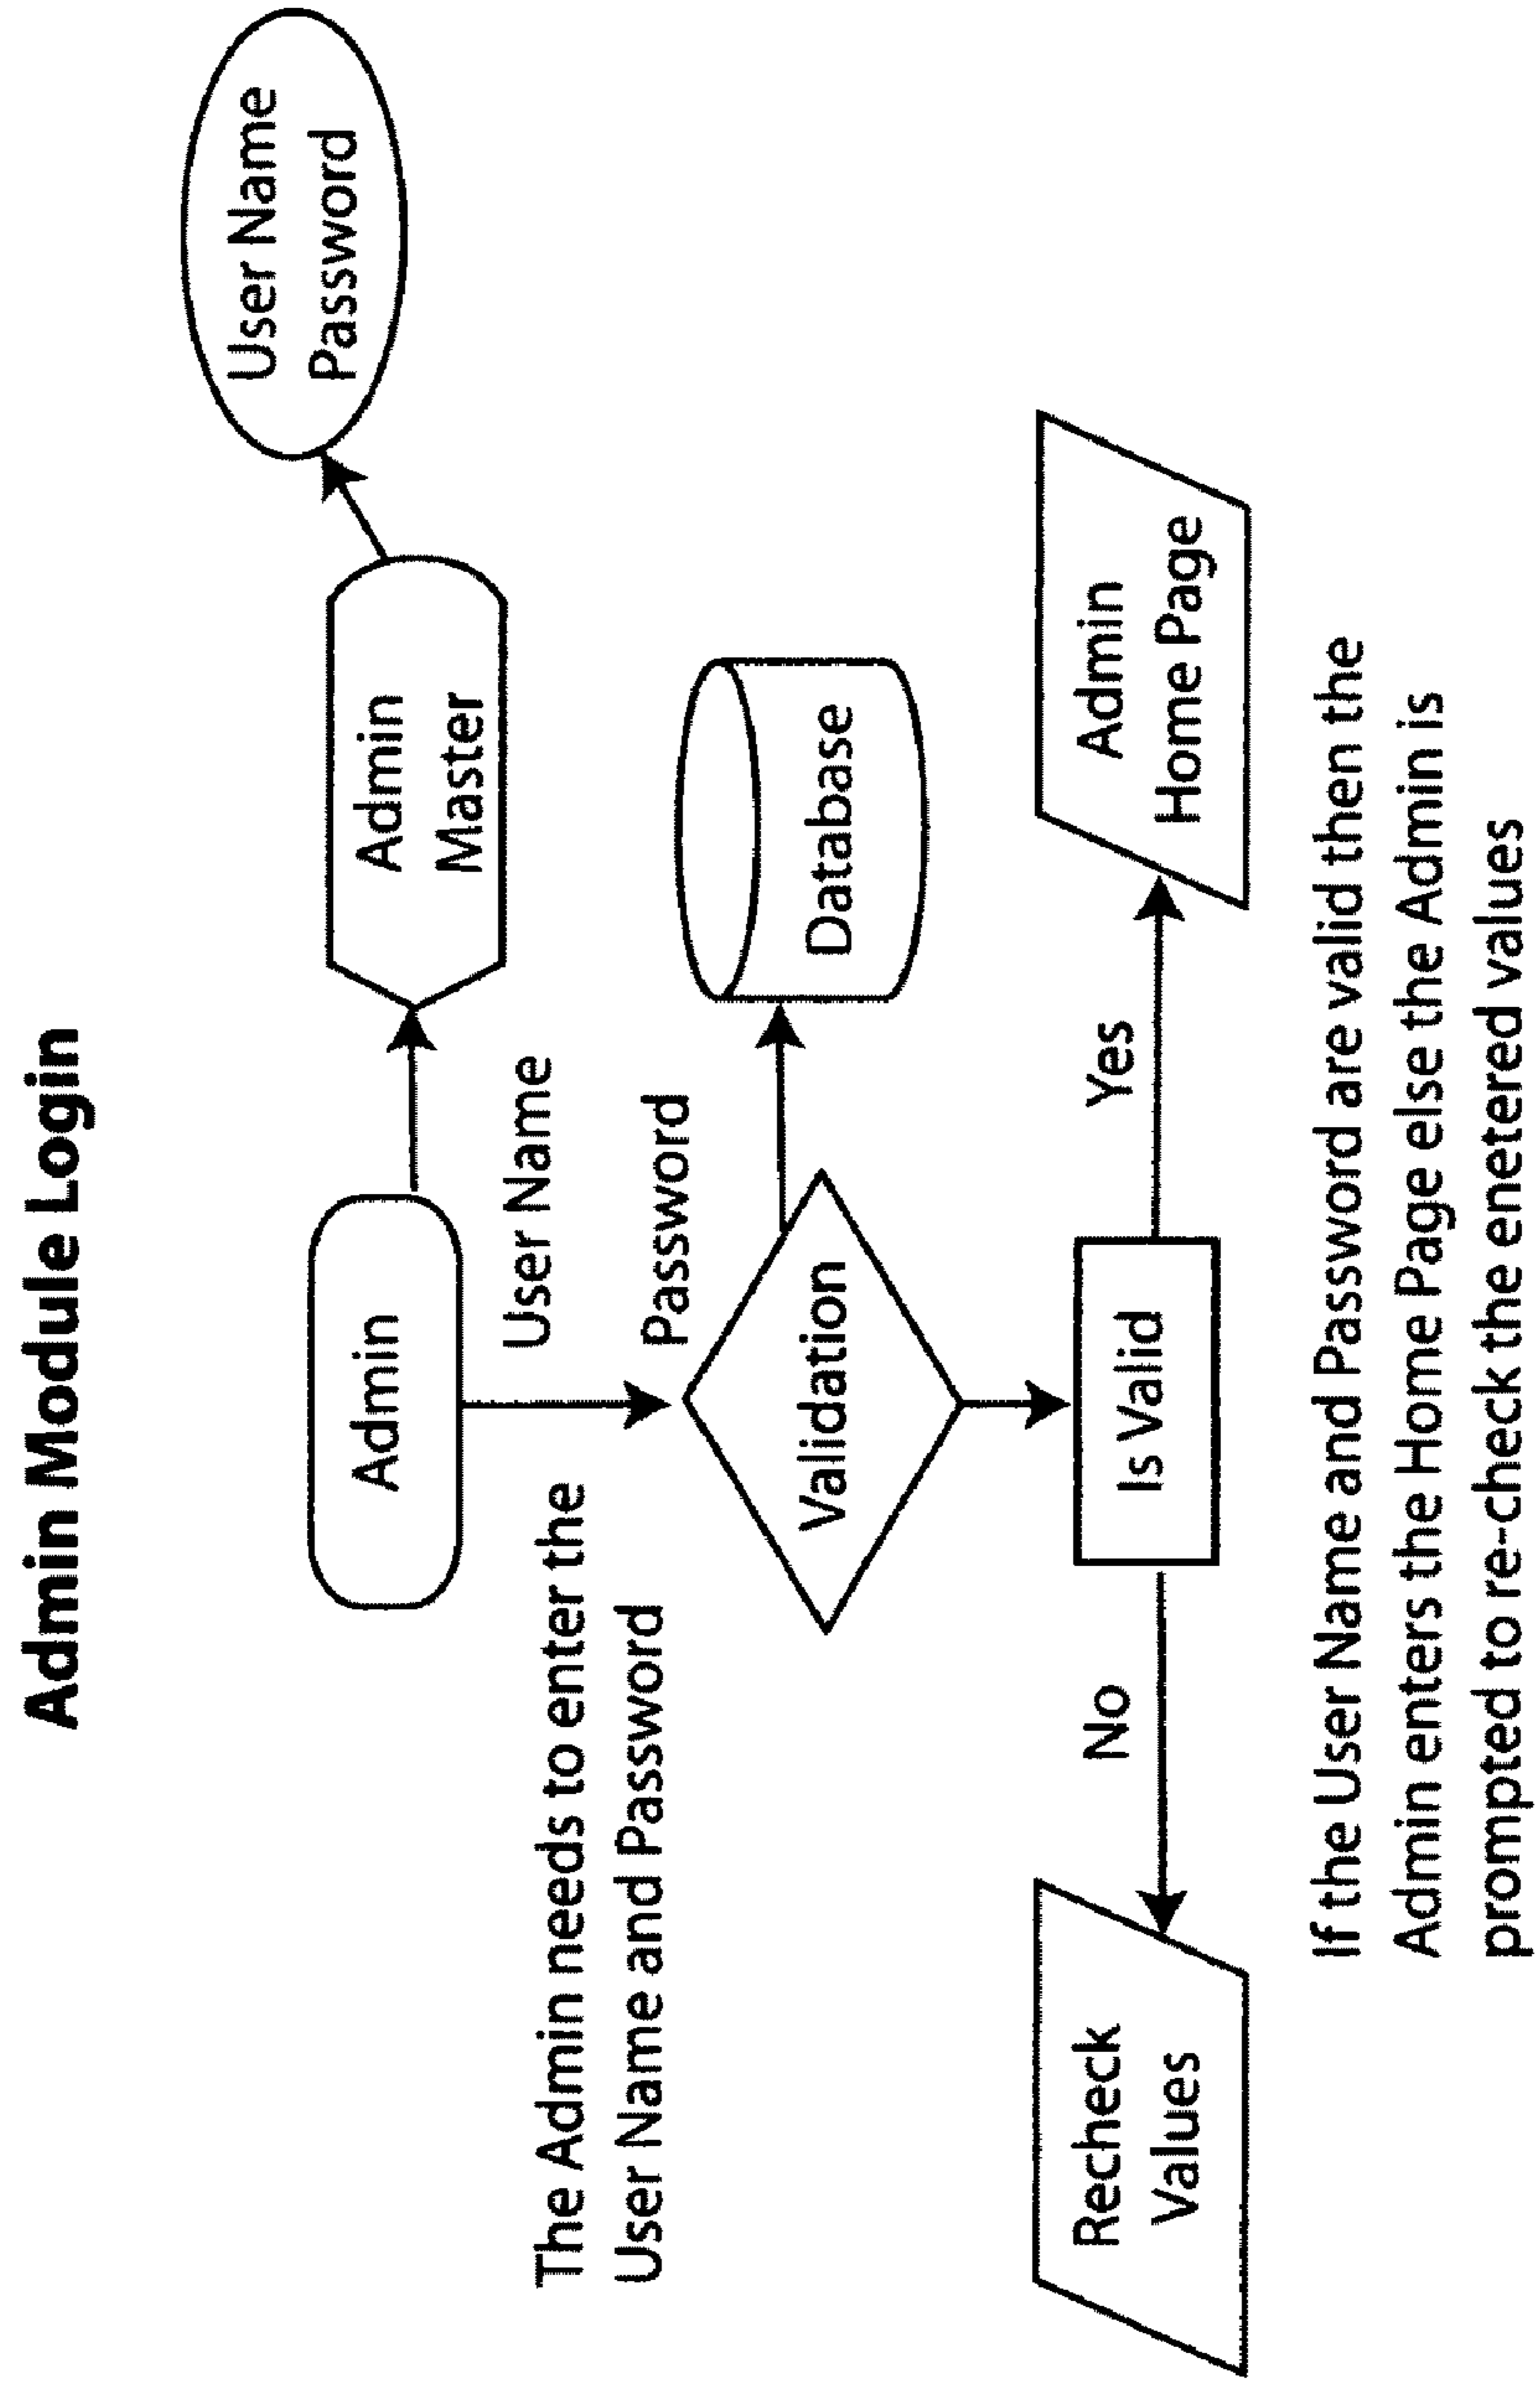 Admin Module Login
User Name
Password
Admin
Master
Admin
User Name
Password
The Admin needs to enter the
User Name and Password
Database
Validation
Yes
No
Is Valid
Admin
Home Page
Recheck
Values
If the User Name and Password are valid then the
Admin enters the Home Page else the Admin is
prompted to re-check the enetered values